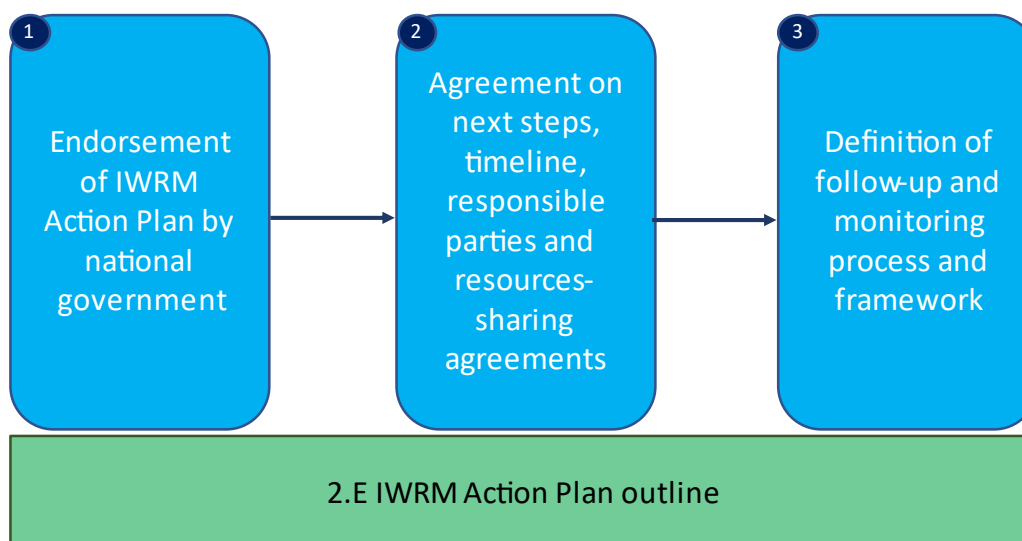 1
Endorsement
of IWRM
Action Plan by
national
government
2
Agreement on
next steps,
timeline,
responsible
parties and
resources-
sharing
agreements
3
Definition of
follow-up and
monitoring
process and
framework
2.E IWRM Action Plan outline